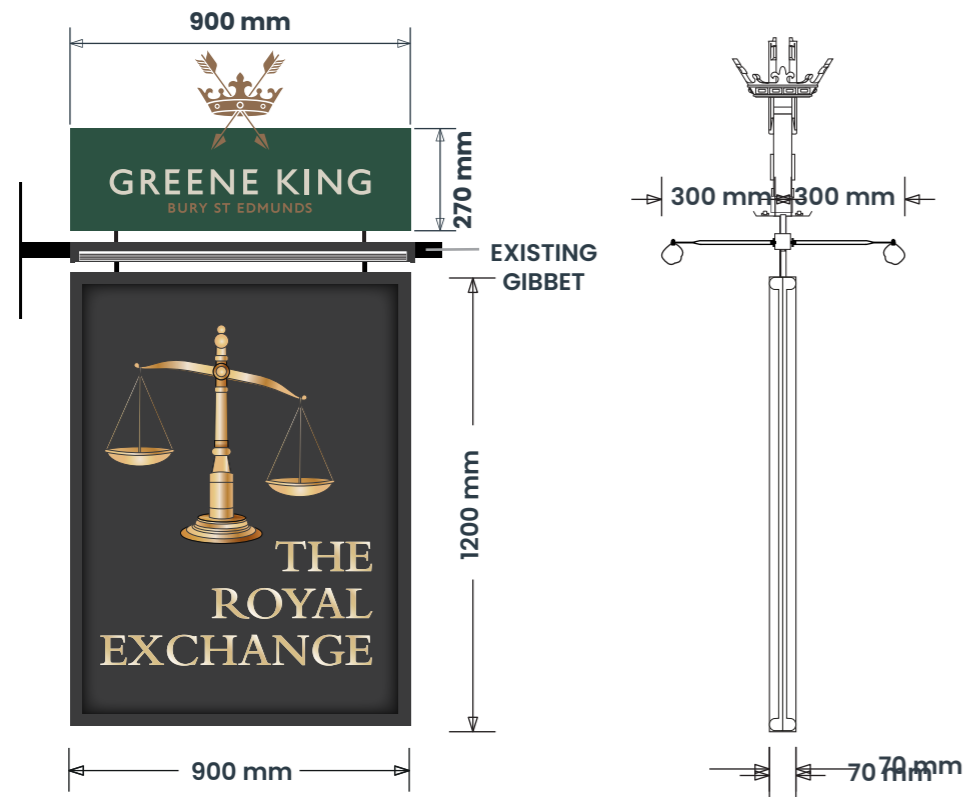 900 mm
GREENE KING
BURY ST EDMUNDS
270 mm
EXISTING
GIBBET
1200 mm
THE
ROYAL
EXCHANGE
900 mm
300 mm
300 mm
70 mm
70 mm